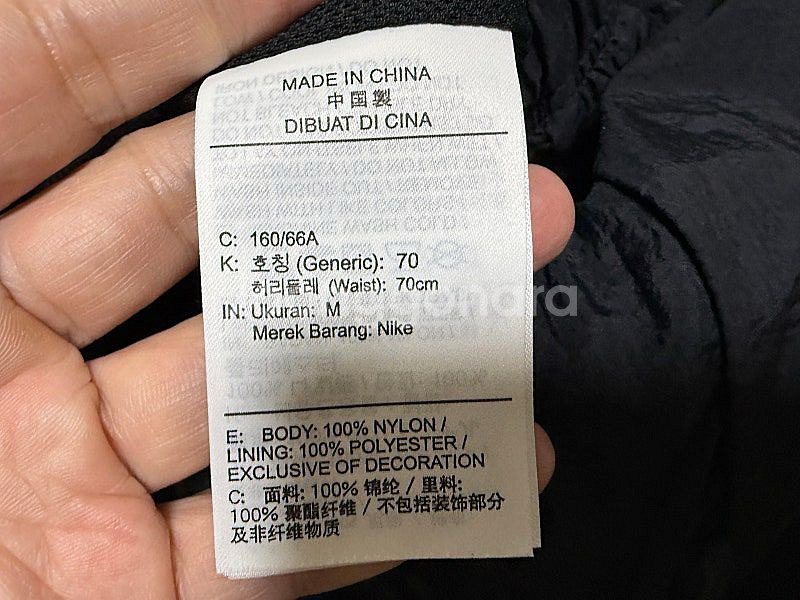 MADE IN CHINA
中国製
DIBUAT DI CINA
C: 160/66A
K: 호칭 (Generic): 70
허리둘레 (Waist): 70cm
IN: Ukuran: M
Merek Barang: Nike
E: BODY: 100% NYLON /
LINING: 100% POLYESTER /
EXCLUSIVE OF DECORATION
C: 面料: 100% 锦纶 / 里料:
100% 聚酯纤维 / 不包括装饰部分
及非纤维物质